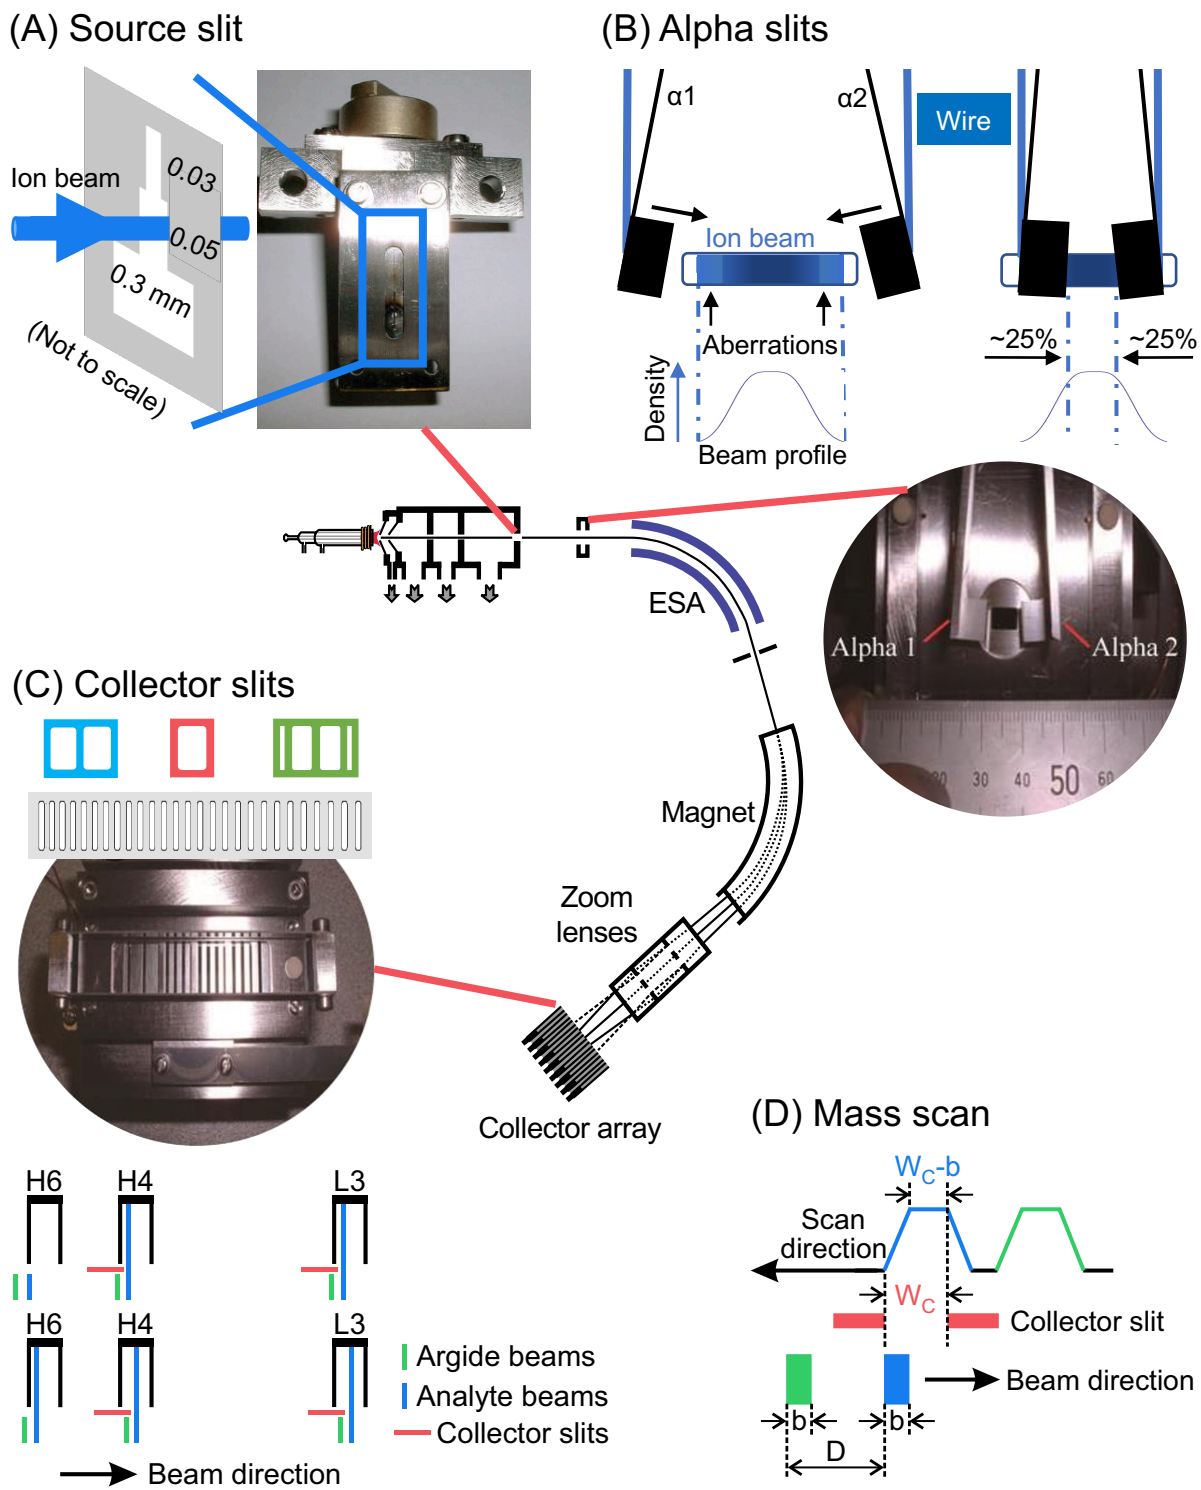 (A) Source slit
Ion beam
0.03
0.05
0.3 mm
(Not to scale)
(B) Alpha slits
α1
α2
Wire
Ion beam
Aberrations
~25%
~25%
Density
Beam profile
ESA
Alpha 1
Alpha 2
30
40
50
60
Magnet
Zoom
lenses
Collector array
(C) Collector slits
H6
H4
L3
H6
H4
L3
Argide beams
Analyte beams
Collector slits
Beam direction
(D) Mass scan
W_C-b
Scan
direction
W_C
Collector slit
Beam direction
b
b
D